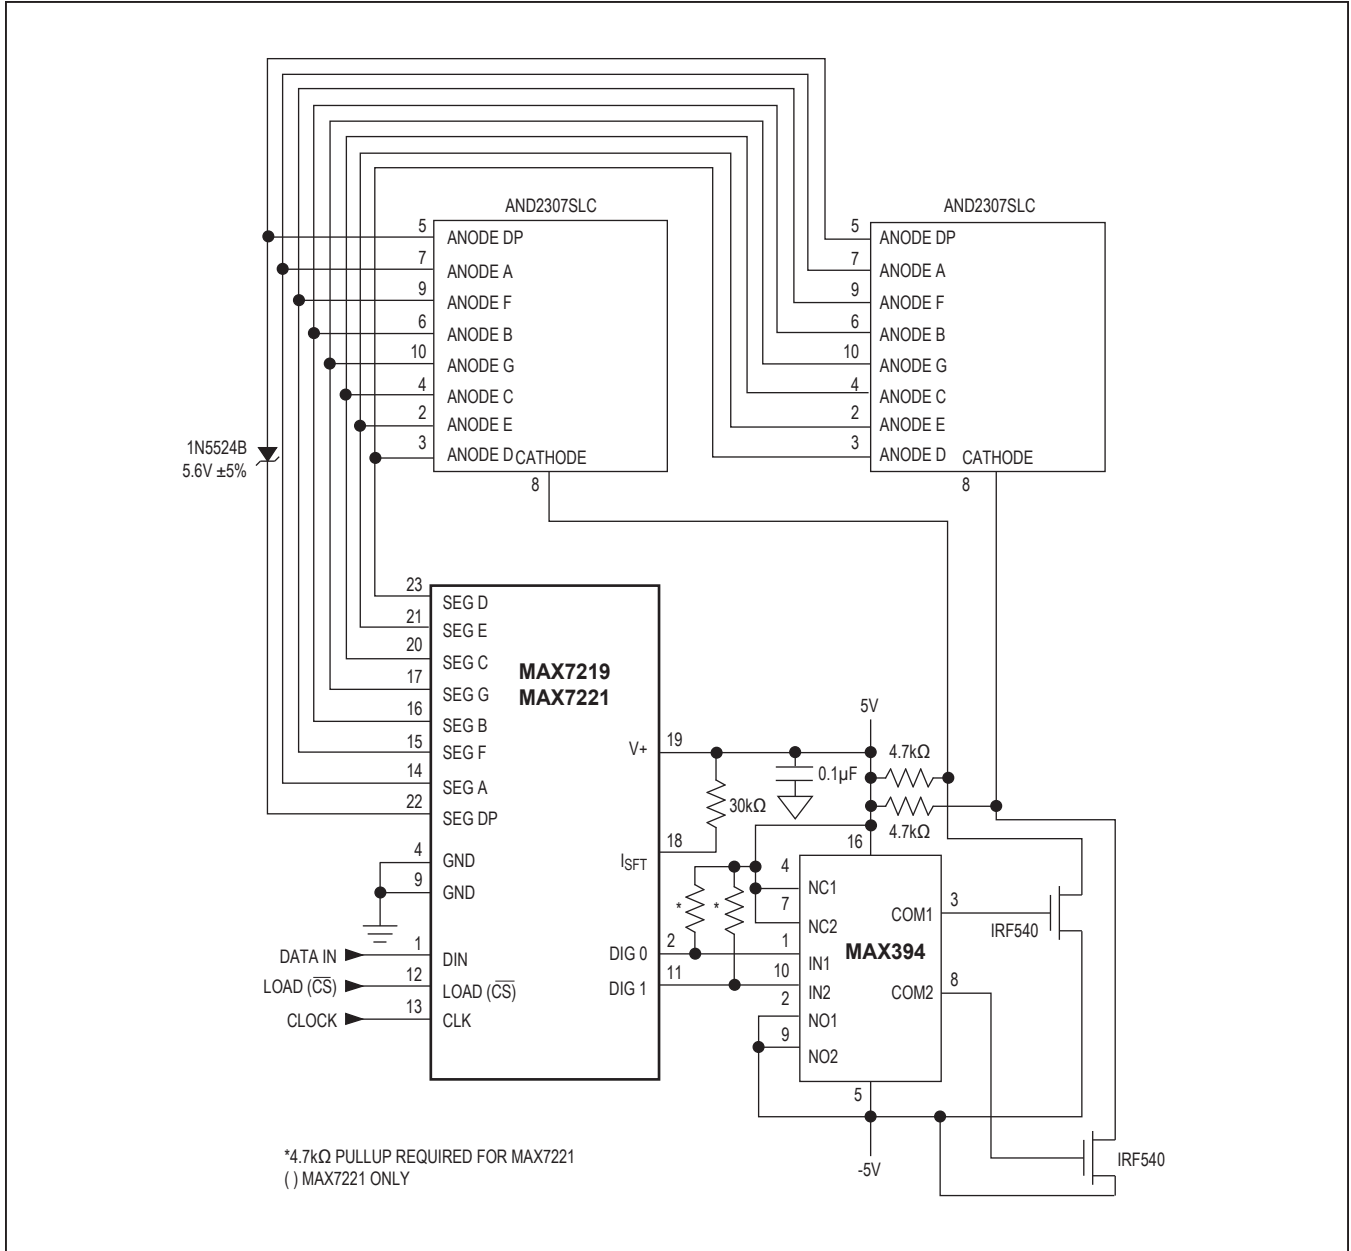 AND2307SLC
5
ANODE DP
7
ANODE A
9
ANODE F
6
ANODE B
10
ANODE G
4
ANODE C
2
ANODE E
3
ANODE D
CATHODE
8
AND2307SLC
5
ANODE DP
7
ANODE A
9
ANODE F
6
ANODE B
10
ANODE G
4
ANODE C
2
ANODE E
3
ANODE D
CATHODE
8
1N5524B
5.6V ±5%
23
SEG D
21
SEG E
20
SEG C
17
SEG G
16
SEG B
15
SEG F
14
SEG A
22
SEG DP
4
GND
9
GND
DATA IN
1
DIN
LOAD (C̅S̅)
12
LOAD (C̅S̅)
CLOCK
13
CLK
MAX7219
MAX7221
V+
19
ISFT
18
DIG 0
2
DIG 1
11
30kΩ
0.1µF
5V
4.7kΩ
4.7kΩ
*
*
16
4
NC1
7
NC2
1
IN1
10
IN2
2
NO1
9
NO2
MAX394
COM1
3
COM2
8
5
-5V
IRF540
IRF540
*4.7kΩ PULLUP REQUIRED FOR MAX7221
( ) MAX7221 ONLY